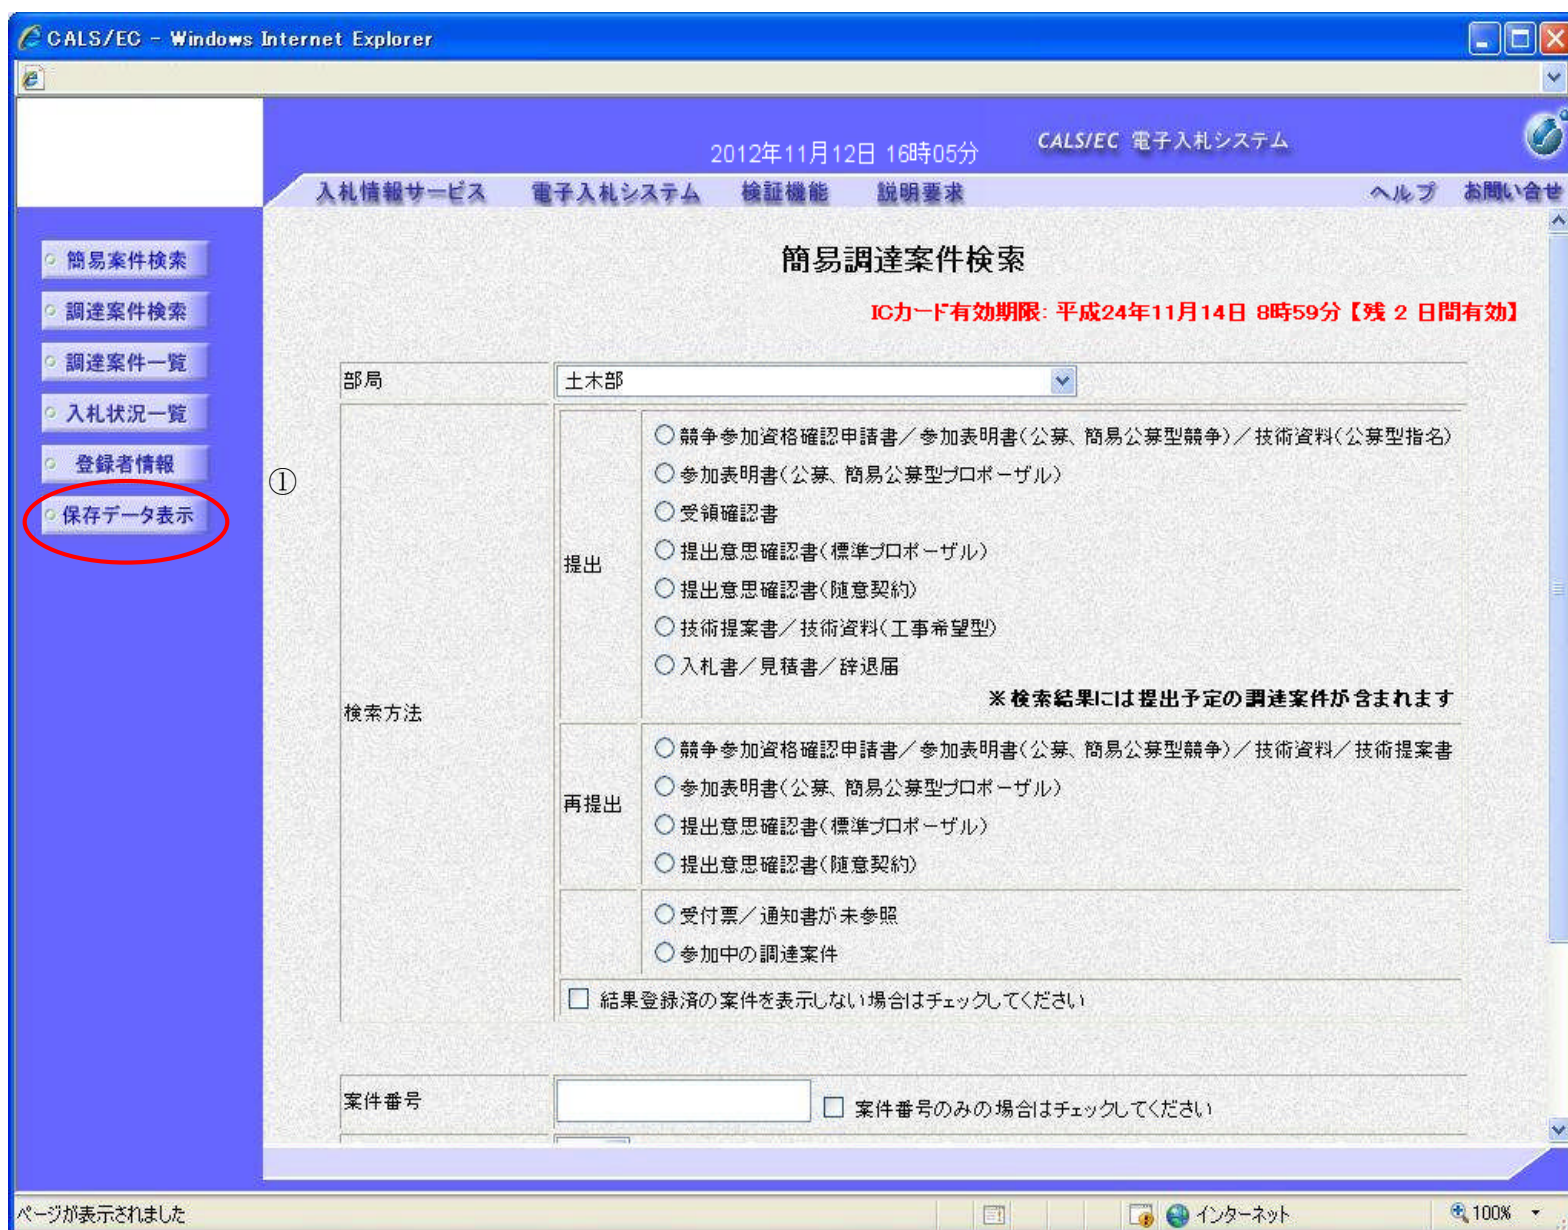 CALS/EC - Windows Internet Explorer
2012年11月12日 16時05分
CALS/EC 電子入札システム
入札情報サービス 電子入札システム 検証機能 説明要求 ヘルプ お問い合せ
簡易案件検索
調達案件検索
調達案件一覧
入札状況一覧
登録者情報
①
保存データ表示
簡易調達案件検索
ICカード有効期限: 平成24年11月14日 8時59分【残 2 日間有効】
部局 土木部
検索方法
提出
競争参加資格確認申請書／参加表明書(公募、簡易公募型競争)／技術資料(公募型指名)
参加表明書(公募、簡易公募型プロポーザル)
受領確認書
提出意思確認書(標準プロポーザル)
提出意思確認書(随意契約)
技術提案書／技術資料(工事希望型)
入札書／見積書／辞退届
※検索結果には提出予定の調達案件が含まれます
再提出
競争参加資格確認申請書／参加表明書(公募、簡易公募型競争)／技術資料／技術提案書
参加表明書(公募、簡易公募型プロポーザル)
提出意思確認書(標準プロポーザル)
提出意思確認書(随意契約)
受付票／通知書が未参照
参加中の調達案件
結果登録済の案件を表示しない場合はチェックしてください
案件番号 案件番号のみの場合はチェックしてください
ページが表示されました インターネット 100%